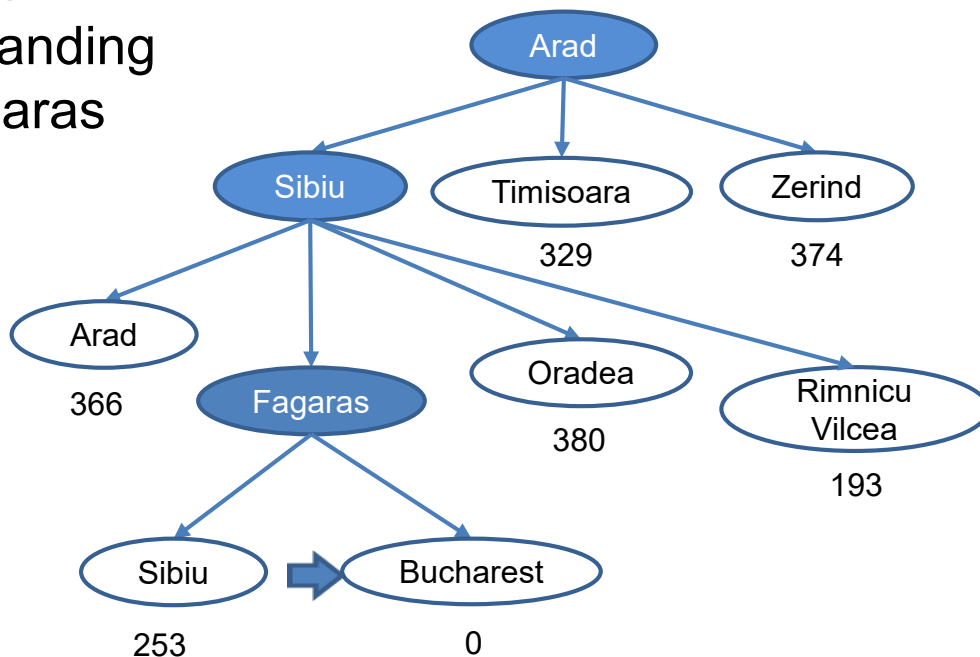 anding
aras
Arad
Sibiu
Timisoara
Zerind
329
374
Arad
Fagaras
Oradea
Rimnicu
Vilcea
366
380
193
Sibiu
Bucharest
253
0